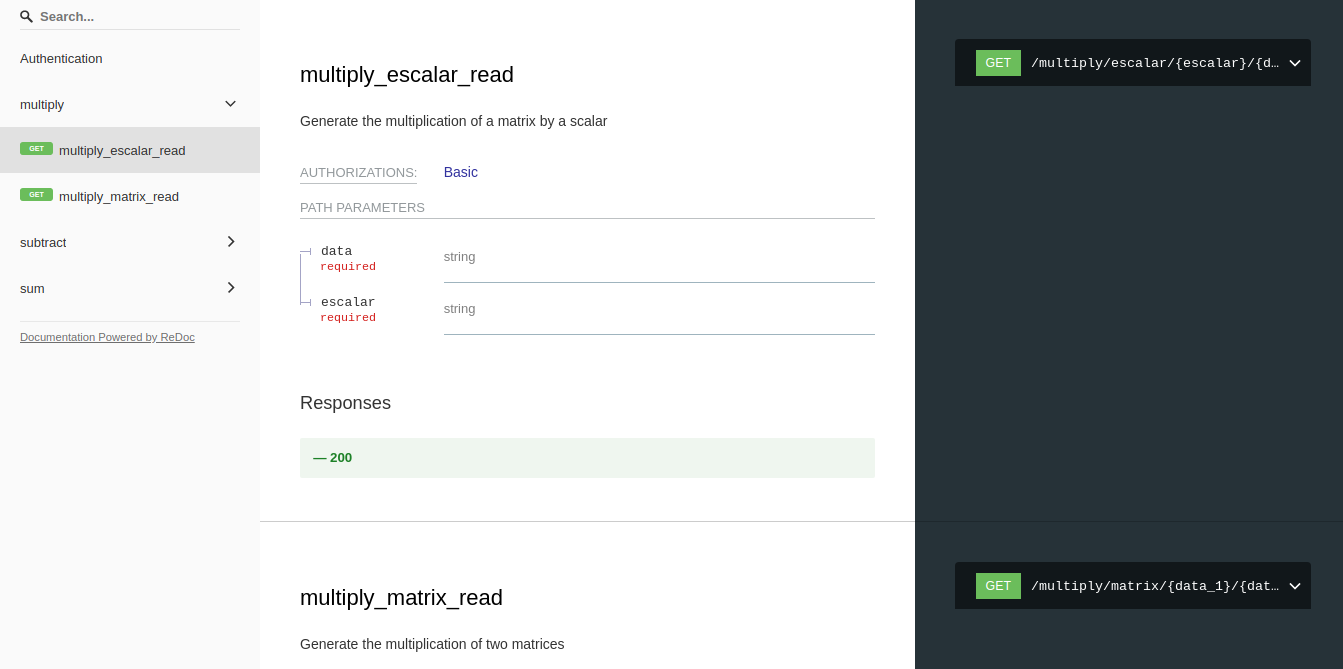 Search...
Authentication
multiply
GET multiply_escalar_read
GET multiply_matrix_read
subtract
sum
Documentation Powered by ReDoc
multiply_escalar_read
Generate the multiplication of a matrix by a scalar
AUTHORIZATIONS: Basic
PATH PARAMETERS
data
required
string
escalar
required
string
Responses
— 200
multiply_matrix_read
Generate the multiplication of two matrices
GET /multiply/escalar/{escalar}/{d…
GET /multiply/matrix/{data_1}/{dat…